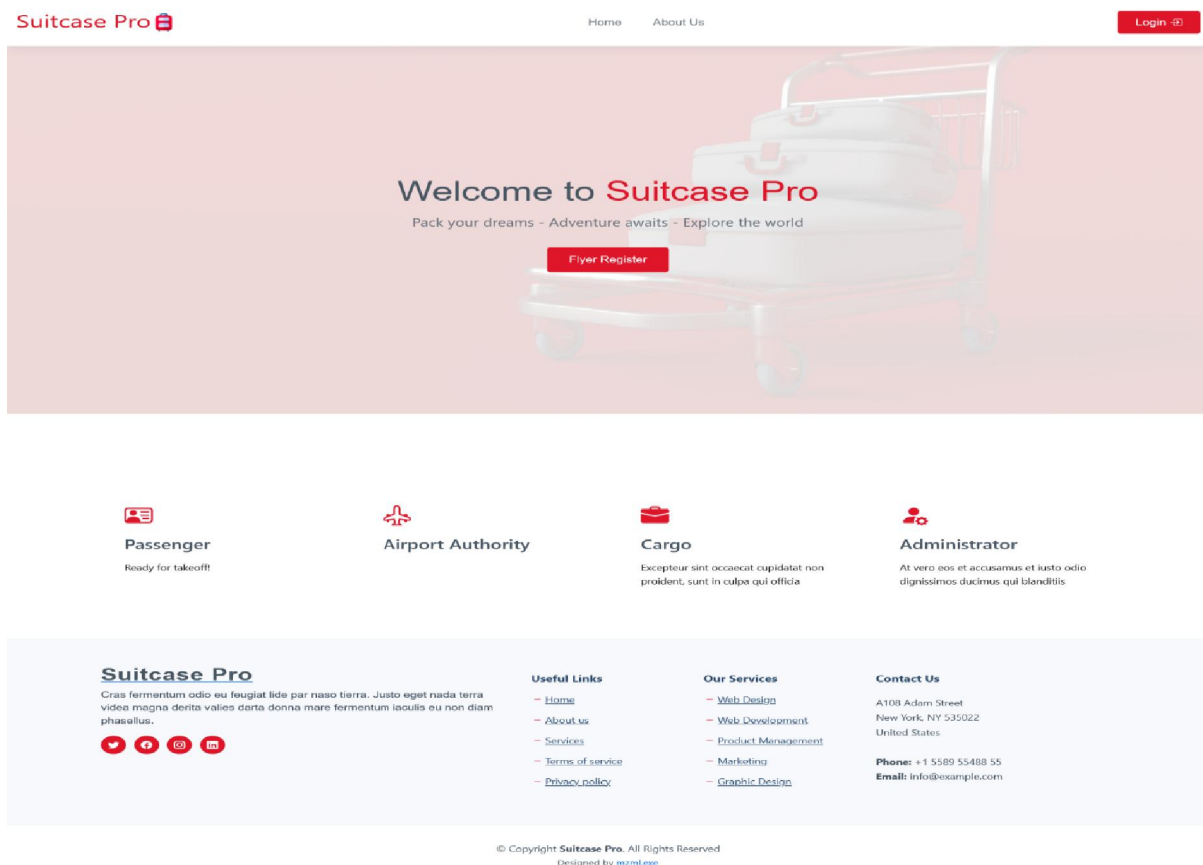 Suitcase Pro
Home
About Us
Login
Welcome to Suitcase Pro
Pack your dreams - Adventure awaits - Explore the world
Flyer Register
Passenger
Ready for takeoff!
Airport Authority
Cargo
Excepteur sint occaecat cupidatat non
proident, sunt in culpa qui officia
Administrator
At vero eos et accusamus et iusto odio
dignissimos ducimus qui blanditiis
Suitcase Pro
Cras fermentum odio eu feugiat lide par naso tierra. Justo eget nada terra
videa magna derita valies darta donna mare fermentum iaculis eu non diam
phasellus.
Useful Links
Home
About us
Services
Terms of service
Privacy policy
Our Services
Web Design
Web Development
Product Management
Marketing
Graphic Design
Contact Us
A108 Adam Street
New York, NY 535022
United States
Phone: +1 5589 55488 55
Email: info@example.com
© Copyright Suitcase Pro. All Rights Reserved
Designed by mzml.exe